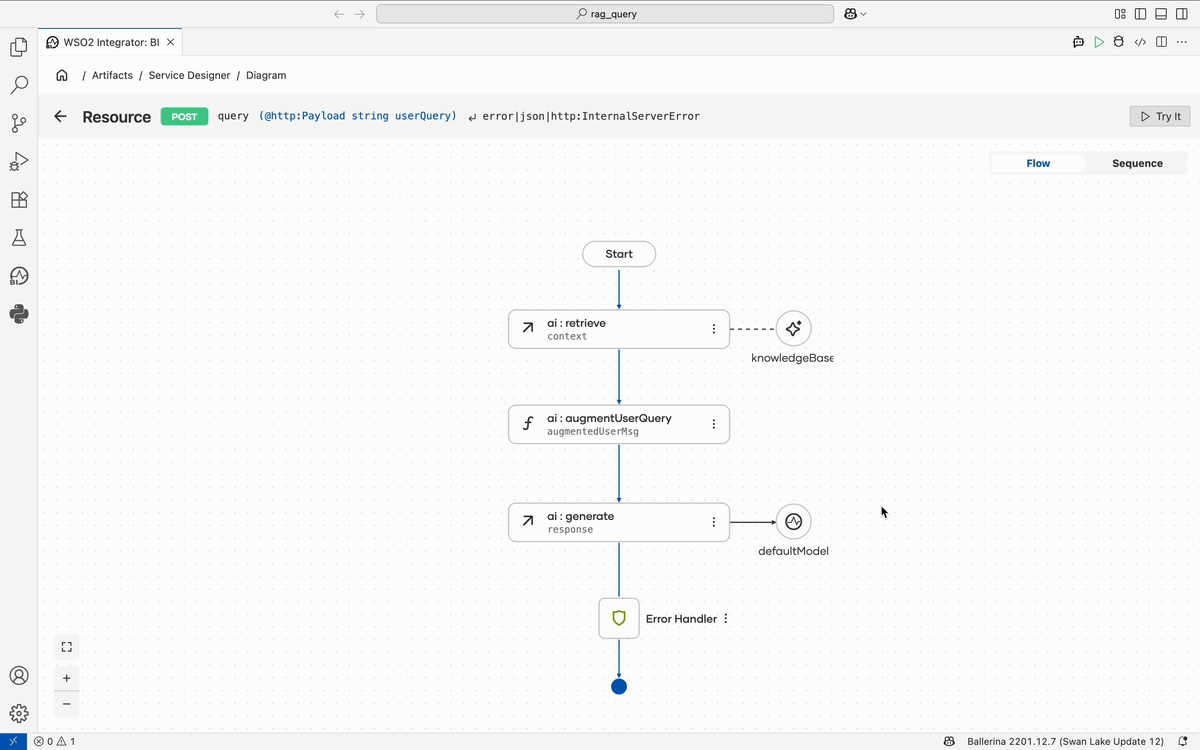 rag_query
WSO2 Integrator: BI
/ Artifacts / Service Designer / Diagram
Resource POST query (@http:Payload string userQuery) error|json|http:InternalServerError Try It
Flow Sequence
Start
ai : retrieve
context
knowledgeBase
ai : augmentUserQuery
augmentedUserMsg
ai : generate
response
defaultModel
Error Handler
BI
0 1 Ballerina 2201.12.7 (Swan Lake Update 12)